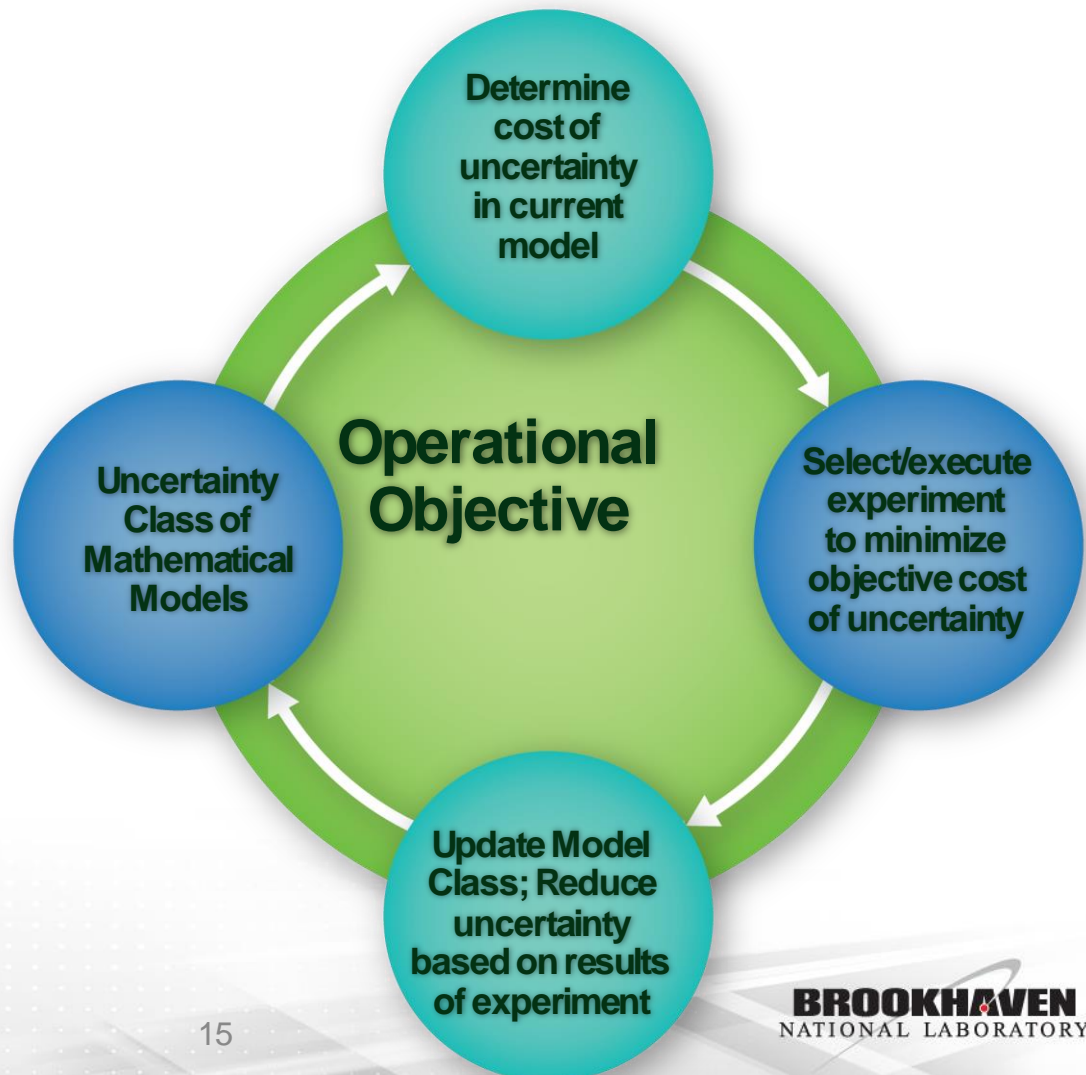 Determine
cost of
uncertainty
in current
model
Operational
Objective
Uncertainty
Class of
Mathematical
Models
Select/execute
experiment
to minimize
objective cost
of uncertainty
Update Model
Class; Reduce
uncertainty
based on results
of experiment
15
BROOKHAVEN
NATIONAL LABORATORY